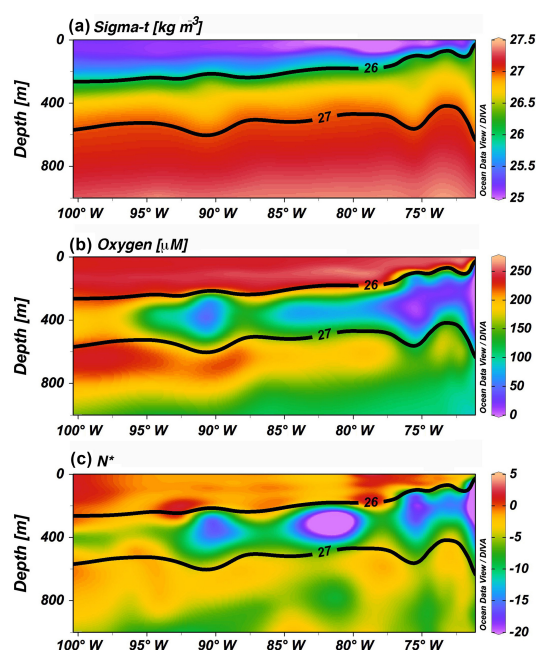 (a) Sigma-t [kg m⁻³]
0
400
800
Depth [m]
26
27
100° W 95° W 90° W 85° W 80° W 75° W
27.5
27
26.5
26
25.5
25
Ocean Data View / DIVA
(b) Oxygen [μM]
0
400
800
Depth [m]
26
27
100° W 95° W 90° W 85° W 80° W 75° W
250
200
150
100
50
0
Ocean Data View / DIVA
(c) N*
0
400
800
Depth [m]
26
27
100° W 95° W 90° W 85° W 80° W 75° W
5
0
-5
-10
-15
-20
Ocean Data View / DIVA